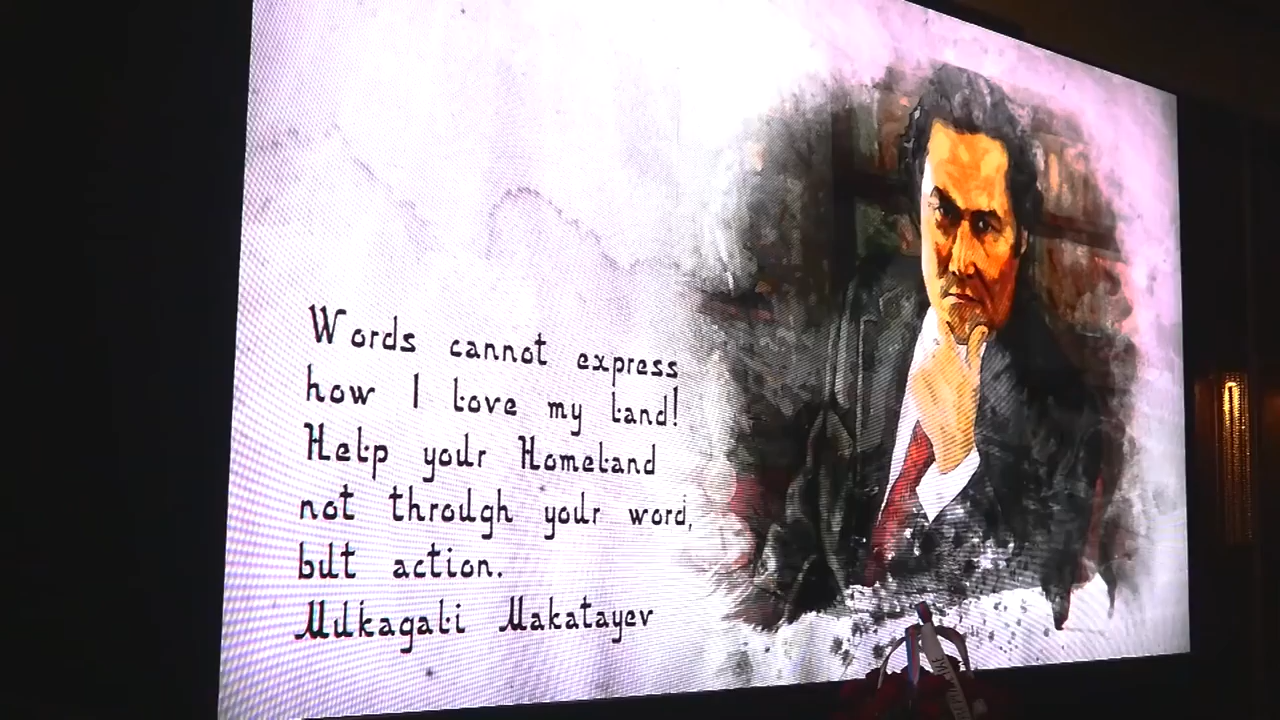 Words cannot express
how I love my land!
Help your Homeland
not through your word,
but action.
Mukagali Makatayev